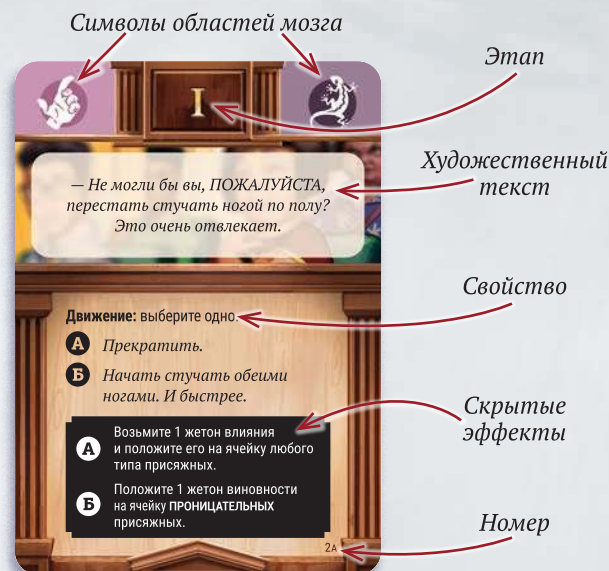 Символы областей мозга
Этап
I
Художественный
текст
— Не могли бы вы, ПОЖАЛУЙСТА,
перестать стучать ногой по полу?
Это очень отвлекает.
Свойство
Движение: выберите одно.
А Прекратить.
Б Начать стучать обеими
ногами. И быстрее.
Скрытые
эффекты
А Возьмите 1 жетон влияния
и положите его на ячейку любого
типа присяжных.
Б Положите 1 жетон виновности
на ячейку ПРОНИЦАТЕЛЬНЫХ
присяжных.
Номер
2А